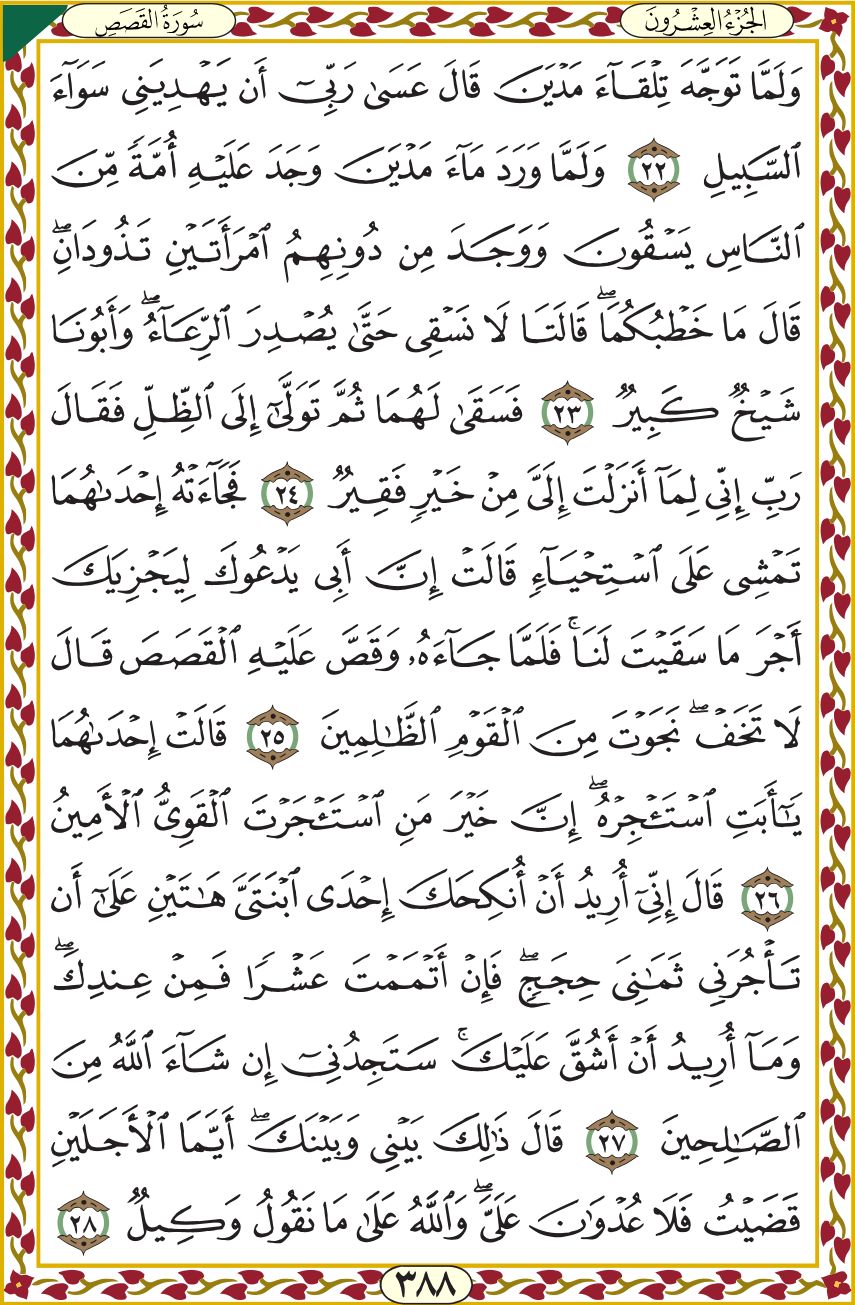 الجُزْءُ العِشْرُونَ
سُورَةُ القَصَصِ
وَلَمَّا تَوَجَّهَ تِلْقَآءَ مَدْيَنَ قَالَ عَسَىٰ رَبِّيٓ أَن يَهْدِيَنِي سَوَآءَ
ٱلسَّبِيلِ ٢٢ وَلَمَّا وَرَدَ مَآءَ مَدْيَنَ وَجَدَ عَلَيْهِ أُمَّةً مِّنَ
ٱلنَّاسِ يَسْقُونَ وَوَجَدَ مِن دُونِهِمُ ٱمْرَأَتَيْنِ تَذُودَانِۖ
قَالَ مَا خَطْبُكُمَاۖ قَالَتَا لَا نَسْقِي حَتَّىٰ يُصْدِرَ ٱلرِّعَآءُۖ وَأَبُونَا
شَيْخٌ كَبِيرٌ ٢٣ فَسَقَىٰ لَهُمَا ثُمَّ تَوَلَّىٰٓ إِلَى ٱلظِّلِّ فَقَالَ
رَبِّ إِنِّي لِمَآ أَنزَلْتَ إِلَيَّ مِنْ خَيْرٍ فَقِيرٌ ٢٤ فَجَآءَتْهُ إِحْدَىٰهُمَا
تَمْشِي عَلَى ٱسْتِحْيَآءٍ قَالَتْ إِنَّ أَبِي يَدْعُوكَ لِيَجْزِيَكَ
أَجْرَ مَا سَقَيْتَ لَنَاۚ فَلَمَّا جَآءَهُۥ وَقَصَّ عَلَيْهِ ٱلْقَصَصَ قَالَ
لَا تَخَفْۖ نَجَوْتَ مِنَ ٱلْقَوْمِ ٱلظَّٰلِمِينَ ٢٥ قَالَتْ إِحْدَىٰهُمَا
يَٰٓأَبَتِ ٱسْتَـْٔجِرْهُۖ إِنَّ خَيْرَ مَنِ ٱسْتَـْٔجَرْتَ ٱلْقَوِيُّ ٱلْأَمِينُ
٢٦ قَالَ إِنِّيٓ أُرِيدُ أَنْ أُنكِحَكَ إِحْدَى ٱبْنَتَيَّ هَٰتَيْنِ عَلَىٰٓ أَن
تَأْجُرَنِي ثَمَٰنِيَ حِجَجٍۖ فَإِنْ أَتْمَمْتَ عَشْرًا فَمِنْ عِندِكَۖ
وَمَآ أُرِيدُ أَنْ أَشُقَّ عَلَيْكَۚ سَتَجِدُنِيٓ إِن شَآءَ ٱللَّهُ مِنَ
ٱلصَّٰلِحِينَ ٢٧ قَالَ ذَٰلِكَ بَيْنِي وَبَيْنَكَۖ أَيَّمَا ٱلْأَجَلَيْنِ
قَضَيْتُ فَلَا عُدْوَٰنَ عَلَيَّۖ وَٱللَّهُ عَلَىٰ مَا نَقُولُ وَكِيلٌ ٢٨
٣٨٨